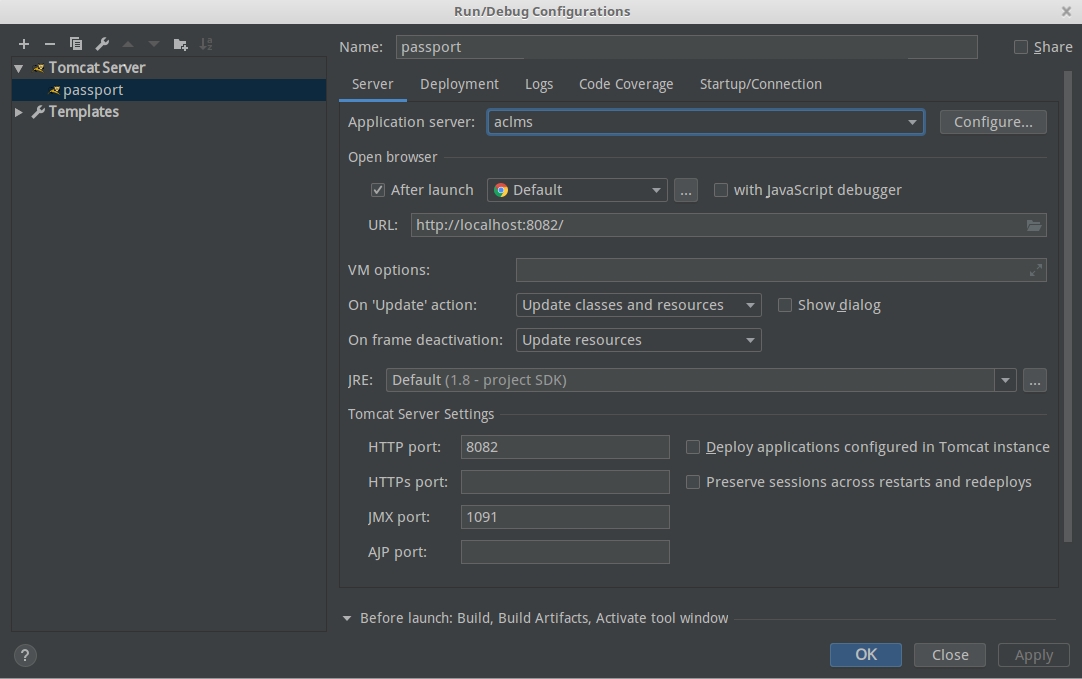 Run/Debug Configurations
Tomcat Server
passport
Templates
Name: passport Share
Server Deployment Logs Code Coverage Startup/Connection
Application server: aclms Configure...
Open browser
After launch Default ... with JavaScript debugger
URL: http://localhost:8082/
VM options:
On 'Update' action: Update classes and resources Show dialog
On frame deactivation: Update resources
JRE: Default (1.8 - project SDK) ...
Tomcat Server Settings
HTTP port: 8082 Deploy applications configured in Tomcat instance
HTTPs port: Preserve sessions across restarts and redeploys
JMX port: 1091
AJP port:
Before launch: Build, Build Artifacts, Activate tool window
? OK Close Apply